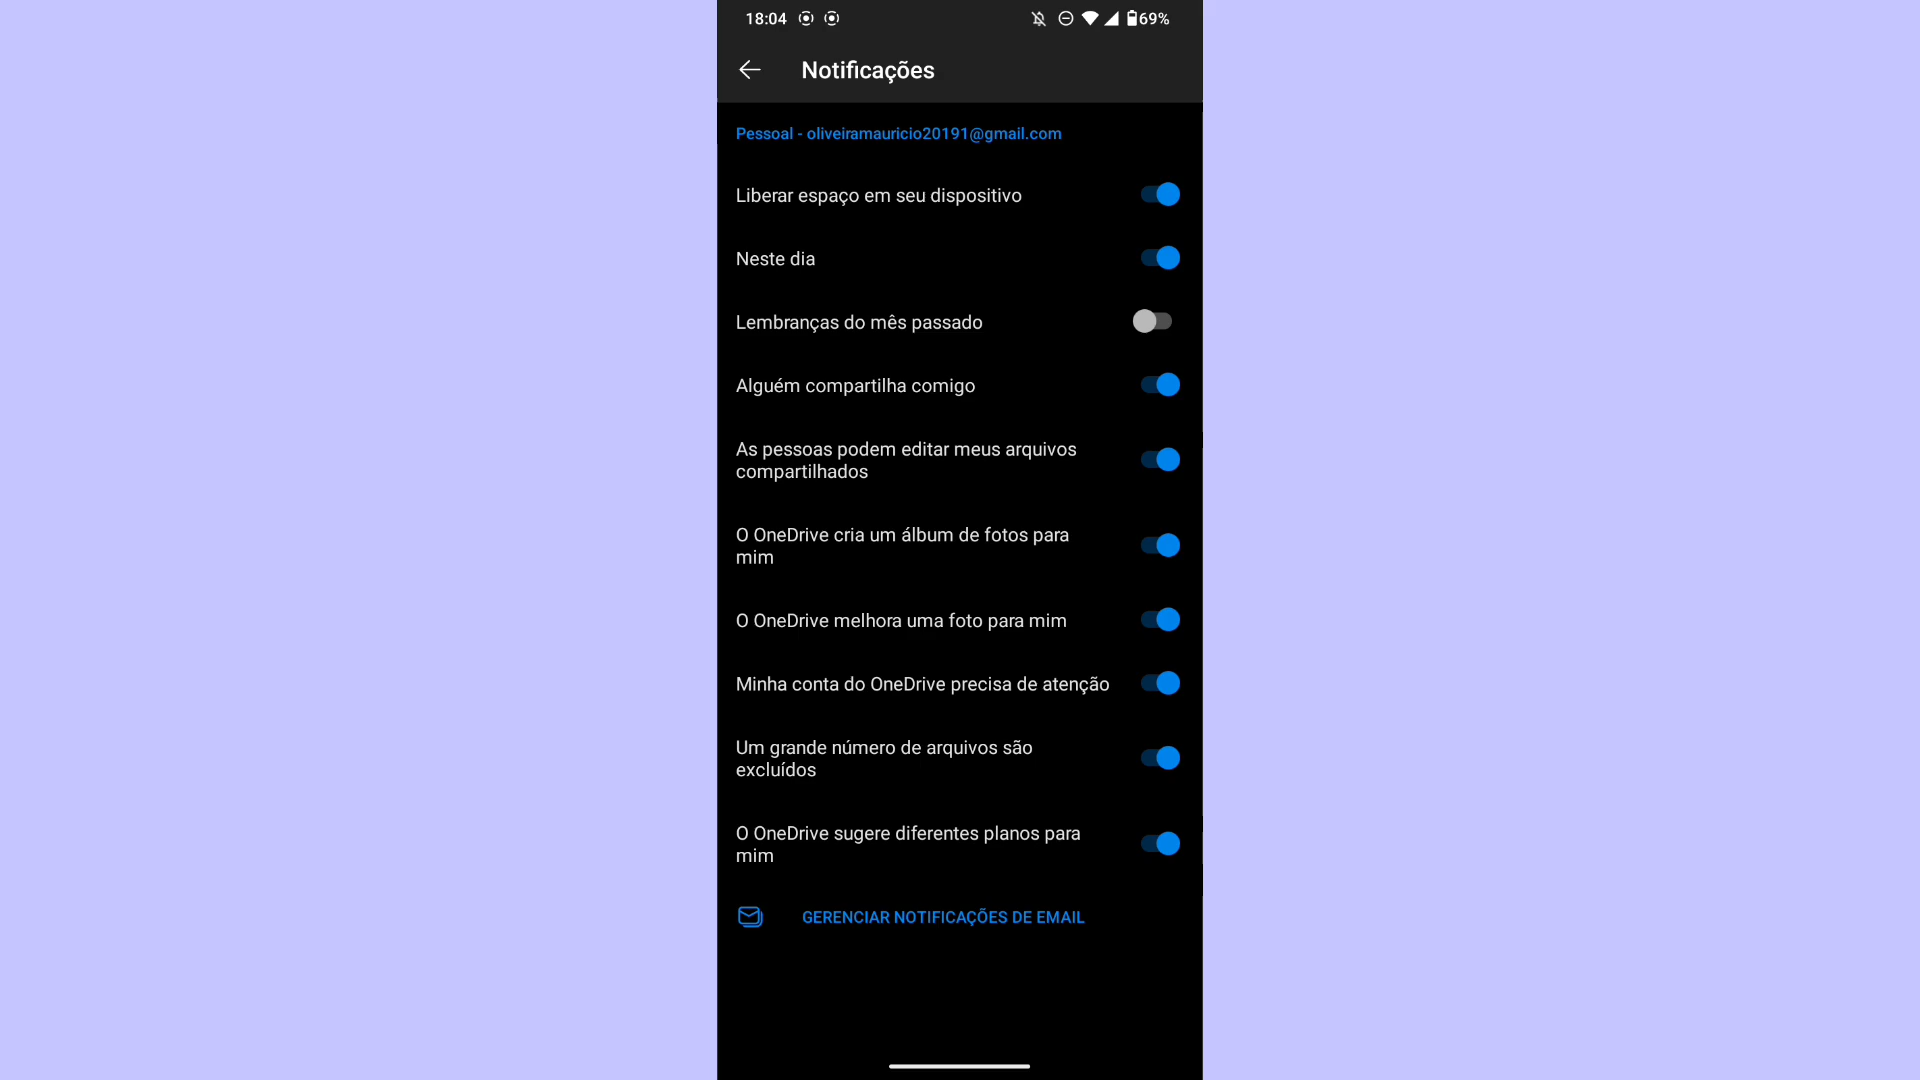 18:04 69%
Notificações
Pessoal - oliveiramauricio20191@gmail.com
Liberar espaço em seu dispositivo
Neste dia
Lembranças do mês passado
Alguém compartilha comigo
As pessoas podem editar meus arquivos
compartilhados
O OneDrive cria um álbum de fotos para
mim
O OneDrive melhora uma foto para mim
Minha conta do OneDrive precisa de atenção
Um grande número de arquivos são
excluídos
O OneDrive sugere diferentes planos para
mim
GERENCIAR NOTIFICAÇÕES DE EMAIL